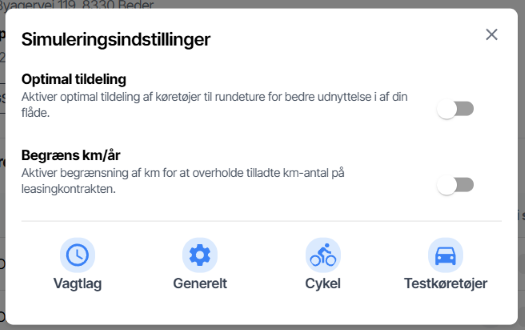 Byagervej 119, 8330 Beder
Simuleringsindstillinger
Optimal tildeling
Aktiver optimal tildeling af køretøjer til rundeture for bedre udnyttelse i af din
flåde.
Begræns km/år
Aktiver begrænsning af km for at overholde tilladte km-antal på
leasingkontrakten.
Vagtlag
Generelt
Cykel
Testkøretøjer